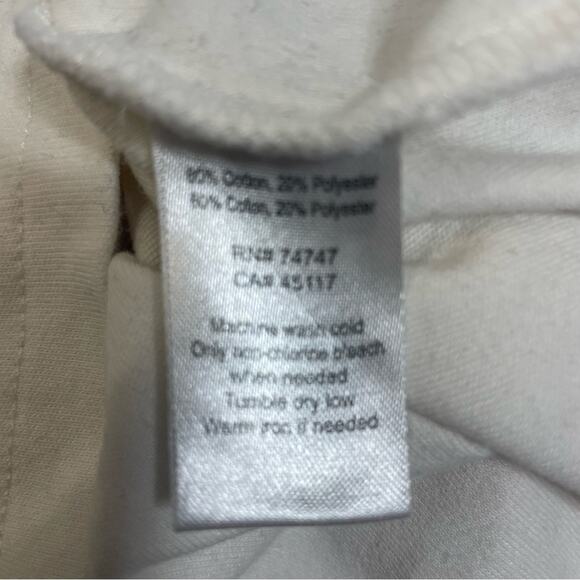 80% Cotton, 20% Polyester
80% Cotton, 20% Polyester
RN# 74747
CA# 45117
Machine wash cold
Only non-chlorine bleach
when needed
Tumble dry low
Warm iron if needed